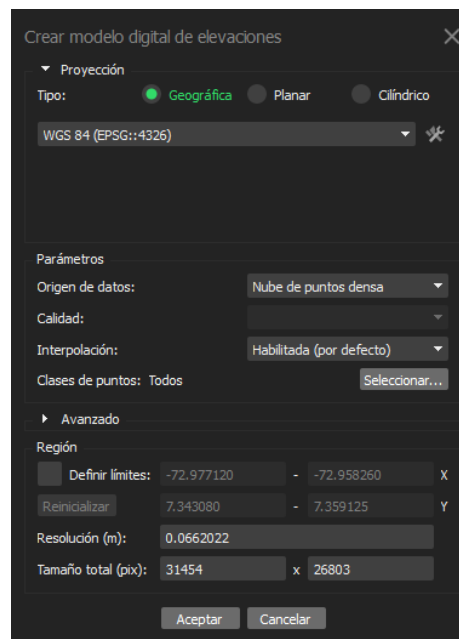 Crear modelo digital de elevaciones
Proyección
Tipo: Geográfica Planar Cilíndrico
WGS 84 (EPSG::4326)
Parámetros
Origen de datos: Nube de puntos densa
Calidad:
Interpolación: Habilitada (por defecto)
Clases de puntos: Todos Seleccionar...
Avanzado
Región
Definir límites: -72.977120 - -72.958260 X
Reinicializar 7.343080 - 7.359125 Y
Resolución (m): 0.0662022
Tamaño total (pix): 31454 x 26803
Aceptar Cancelar